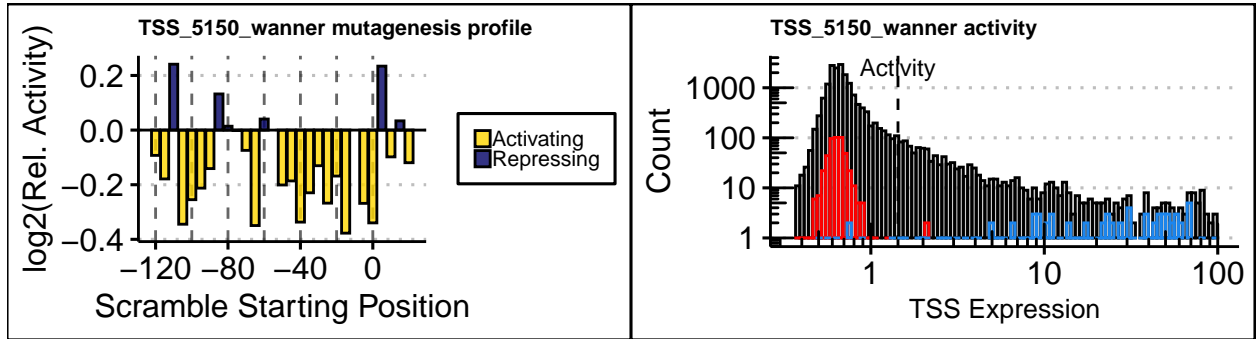 TSS_5150_wanner mutagenesis profile
log2(Rel. Activity)
0.2
0.0
−0.2
−0.4
−120
−80
−40
0
Scramble Starting Position
Activating
Repressing
TSS_5150_wanner activity
Activity
Count
1000
100
10
1
1
10
100
TSS Expression